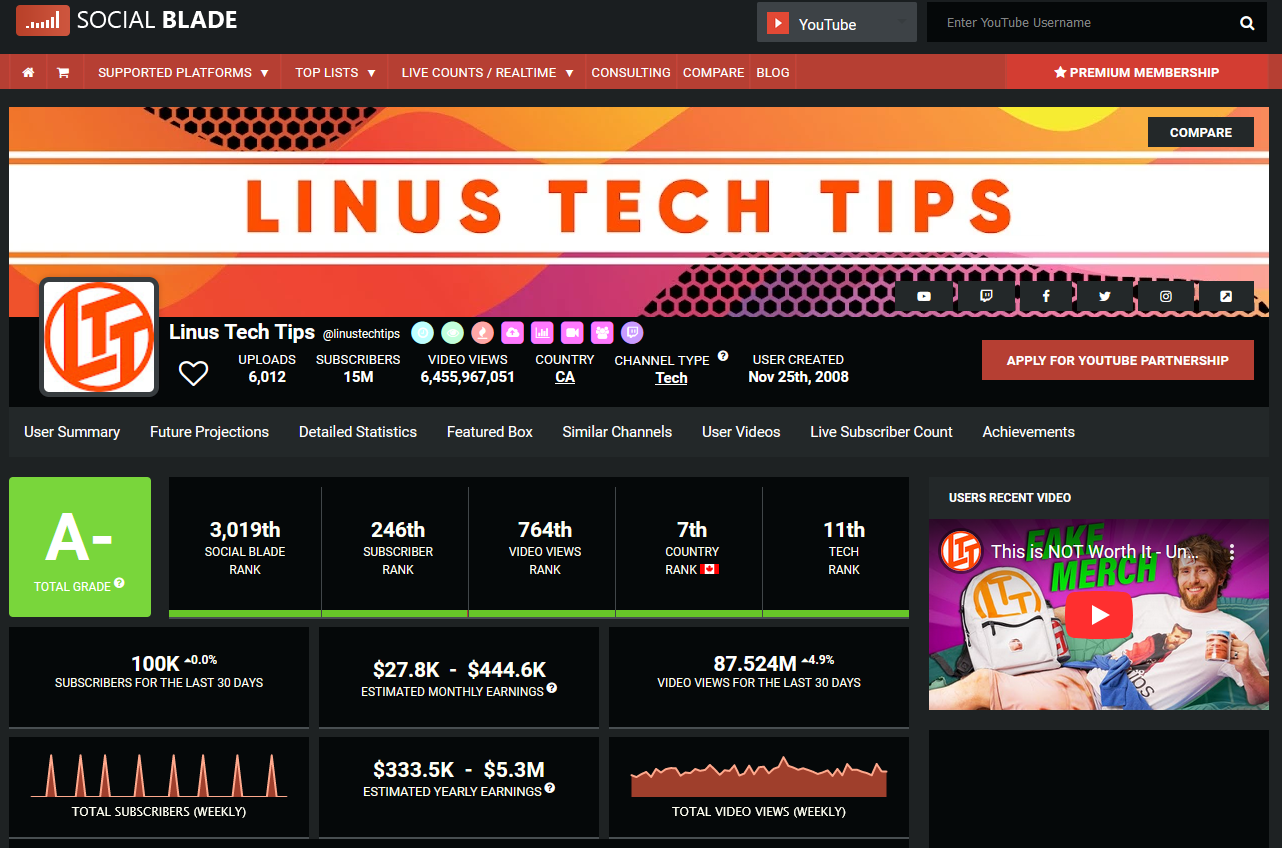 SOCIAL BLADE
YouTube
Enter YouTube Username
SUPPORTED PLATFORMS
TOP LISTS
LIVE COUNTS / REALTIME
CONSULTING
COMPARE
BLOG
PREMIUM MEMBERSHIP
COMPARE
LINUS TECH TIPS
LTT
Linus Tech Tips @linustechtips
UPLOADS
6,012
SUBSCRIBERS
15M
VIDEO VIEWS
6,455,967,051
COUNTRY
CA
CHANNEL TYPE
Tech
USER CREATED
Nov 25th, 2008
APPLY FOR YOUTUBE PARTNERSHIP
User Summary
Future Projections
Detailed Statistics
Featured Box
Similar Channels
User Videos
Live Subscriber Count
Achievements
A-
TOTAL GRADE
3,019th
SOCIAL BLADE
RANK
246th
SUBSCRIBER
RANK
764th
VIDEO VIEWS
RANK
7th
COUNTRY
RANK
11th
TECH
RANK
USERS RECENT VIDEO
LTT
This is NOT Worth It - Un...
FAKE
MERCH
LTT
100K 0.0%
SUBSCRIBERS FOR THE LAST 30 DAYS
$27.8K - $444.6K
ESTIMATED MONTHLY EARNINGS
87.524M 4.9%
VIDEO VIEWS FOR THE LAST 30 DAYS
TOTAL SUBSCRIBERS (WEEKLY)
$333.5K - $5.3M
ESTIMATED YEARLY EARNINGS
TOTAL VIDEO VIEWS (WEEKLY)